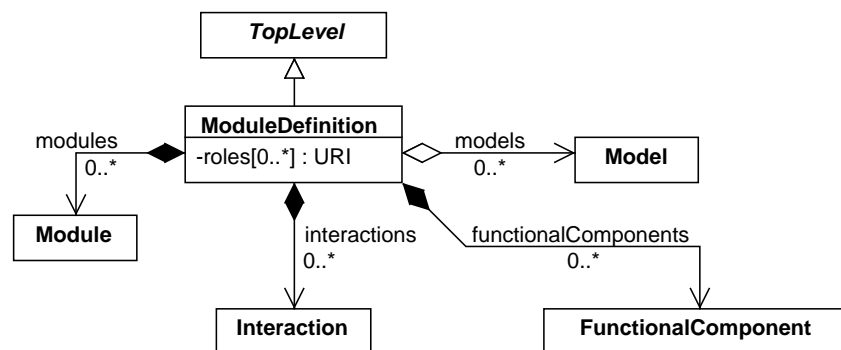 TopLevel
ModuleDefinition
-roles[0..*] : URI
modules
0..*
models
0..*
Model
Module
interactions
0..*
functionalComponents
0..*
Interaction
FunctionalComponent